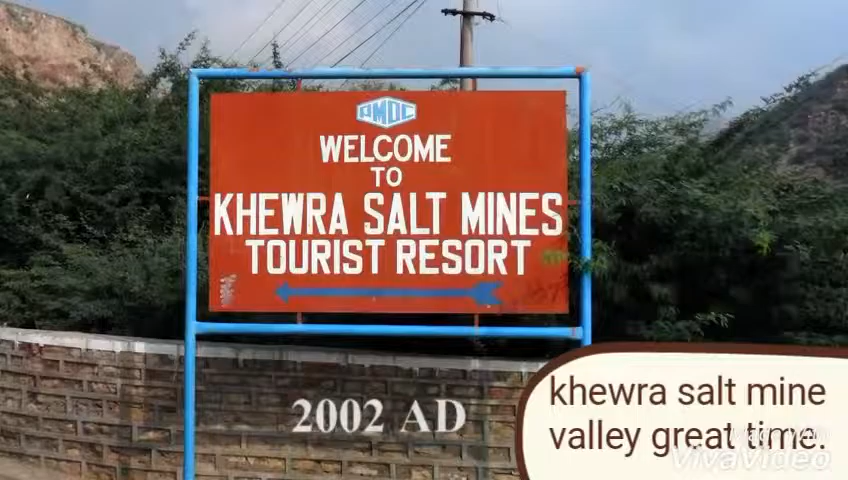 PMDC
WELCOME
TO
KHEWRA SALT MINES
TOURIST RESORT
2002 AD
khewra salt mine
valley great time.
VivaVideo